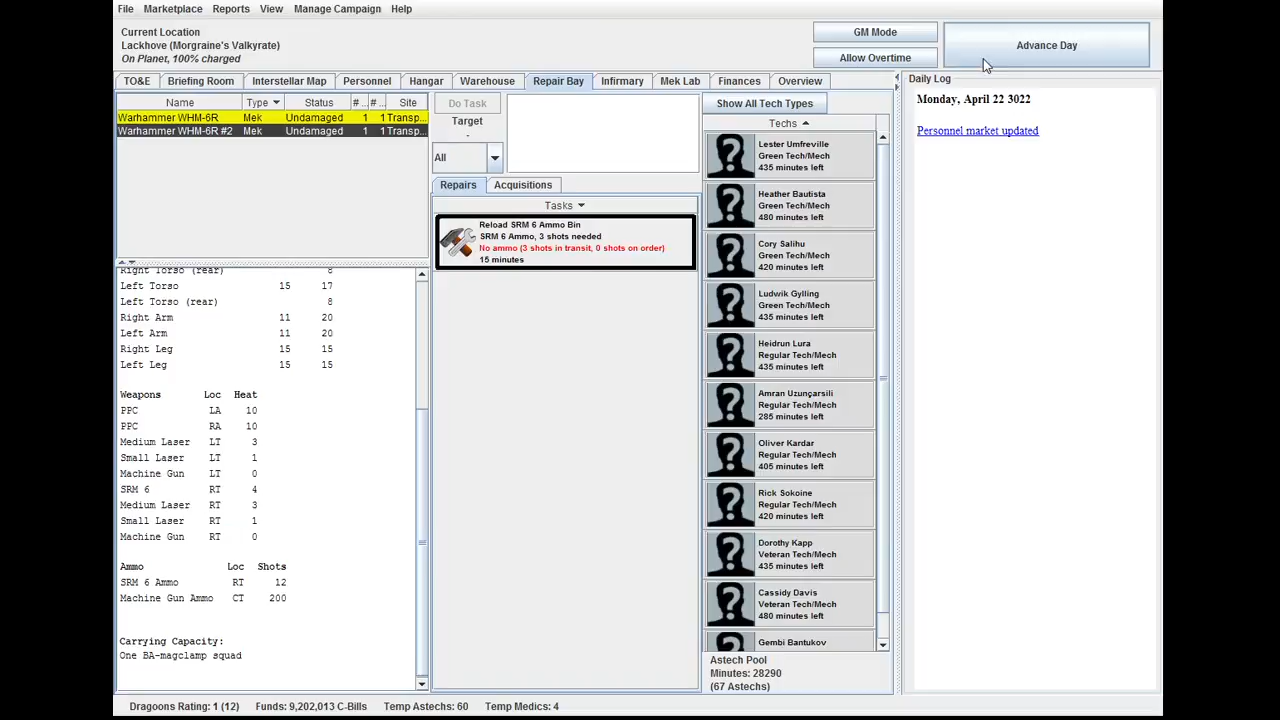 File Marketplace Reports View Manage Campaign Help
Current Location
Lackhove (Morgraine's Valkyrate)
On Planet, 100% charged
GM Mode
Allow Overtime
Advance Day
TO&E Briefing Room Interstellar Map Personnel Hangar Warehouse Repair Bay Infirmary Mek Lab Finances Overview
Name Type Status # ... # ... Site
Warhammer WHM-6R Mek Undamaged 1 1 Transp...
Warhammer WHM-6R #2 Mek Undamaged 1 1 Transp...
Right Torso (rear) 8
Left Torso 15 17
Left Torso (rear) 8
Right Arm 11 20
Left Arm 11 20
Right Leg 15 15
Left Leg 15 15
Weapons Loc Heat
PPC LA 10
PPC RA 10
Medium Laser LT 3
Small Laser LT 1
Machine Gun LT 0
SRM 6 RT 4
Medium Laser RT 3
Small Laser RT 1
Machine Gun RT 0
Ammo Loc Shots
SRM 6 Ammo RT 12
Machine Gun Ammo CT 200
Carrying Capacity:
One BA-magclamp squad
Do Task
Target
-
All
Repairs Acquisitions
Tasks
Reload SRM 6 Ammo Bin
SRM 6 Ammo, 3 shots needed
No ammo (3 shots in transit, 0 shots on order)
15 minutes
Show All Tech Types
Techs
Lester Umfreville
Green Tech/Mech
435 minutes left
Heather Bautista
Green Tech/Mech
480 minutes left
Cory Salihu
Green Tech/Mech
420 minutes left
Ludwik Gylling
Green Tech/Mech
435 minutes left
Heidrun Lura
Regular Tech/Mech
435 minutes left
Amran Uzunçarsili
Regular Tech/Mech
285 minutes left
Oliver Kardar
Regular Tech/Mech
405 minutes left
Rick Sokoine
Regular Tech/Mech
420 minutes left
Dorothy Kapp
Veteran Tech/Mech
435 minutes left
Cassidy Davis
Veteran Tech/Mech
480 minutes left
Gembi Bantukov
Astech Pool
Minutes: 28290
(67 Astechs)
Daily Log
Monday, April 22 3022
Personnel market updated
Dragoons Rating: 1 (12) Funds: 9,202,013 C-Bills Temp Astechs: 60 Temp Medics: 4